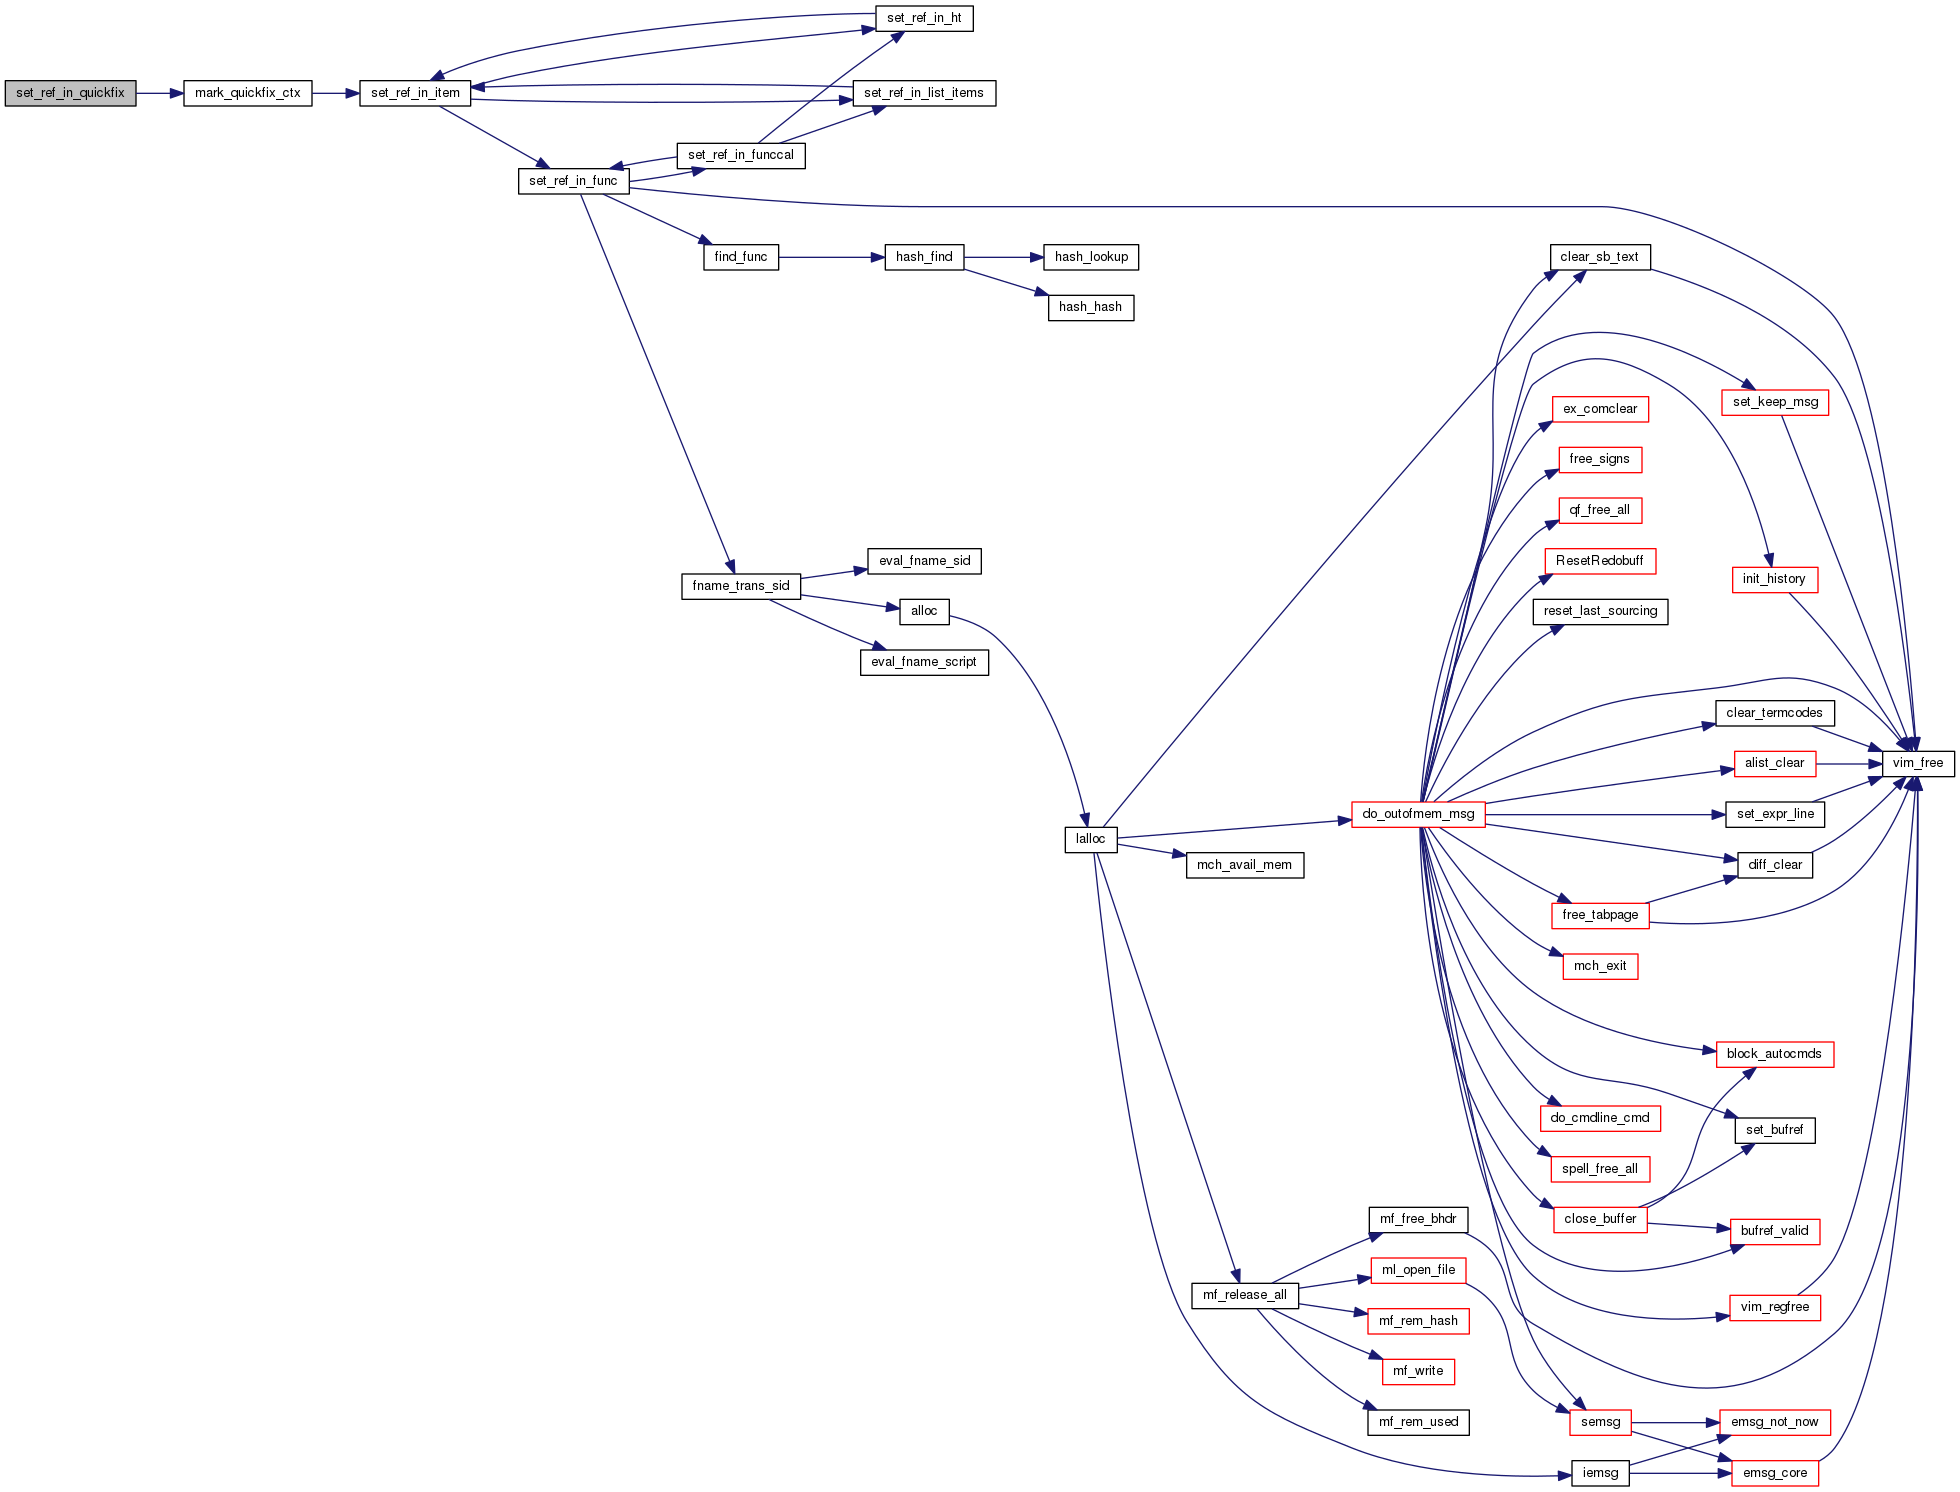 set_ref_in_ht
set_ref_in_quickfix
mark_quickfix_ctx
set_ref_in_item
set_ref_in_list_items
set_ref_in_funccal
set_ref_in_func
find_func
hash_find
hash_lookup
clear_sb_text
hash_hash
set_keep_msg
ex_comclear
free_signs
qf_free_all
eval_fname_sid
ResetRedobuff
init_history
fname_trans_sid
alloc
reset_last_sourcing
eval_fname_script
clear_termcodes
alist_clear
vim_free
do_outofmem_msg
set_expr_line
lalloc
mch_avail_mem
diff_clear
free_tabpage
mch_exit
block_autocmds
do_cmdline_cmd
set_bufref
spell_free_all
mf_free_bhdr
close_buffer
bufref_valid
ml_open_file
mf_release_all
vim_regfree
mf_rem_hash
mf_write
mf_rem_used
semsg
emsg_not_now
iemsg
emsg_core